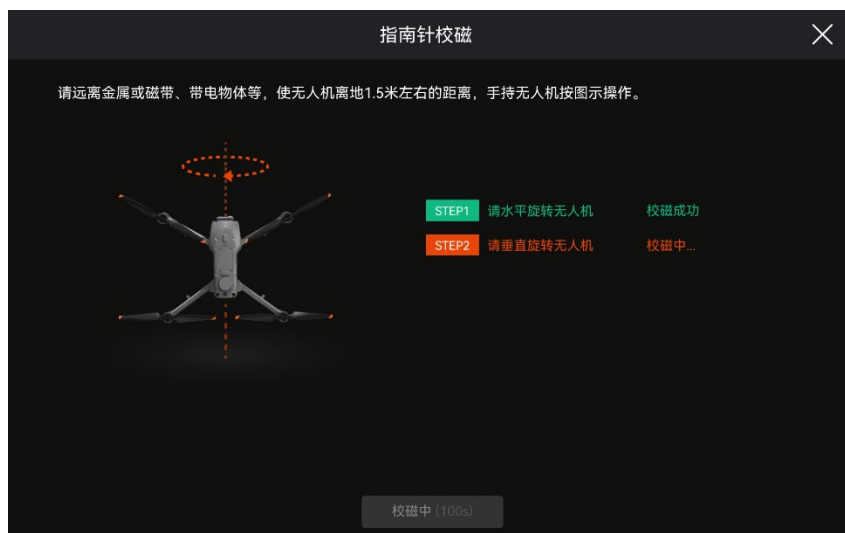 指南针校磁
请远离金属或磁带、带电物体等，使无人机离地1.5米左右的距离，手持无人机按图示操作。
STEP1 请水平旋转无人机 校磁成功
STEP2 请垂直旋转无人机 校磁中...
校磁中 (100s)